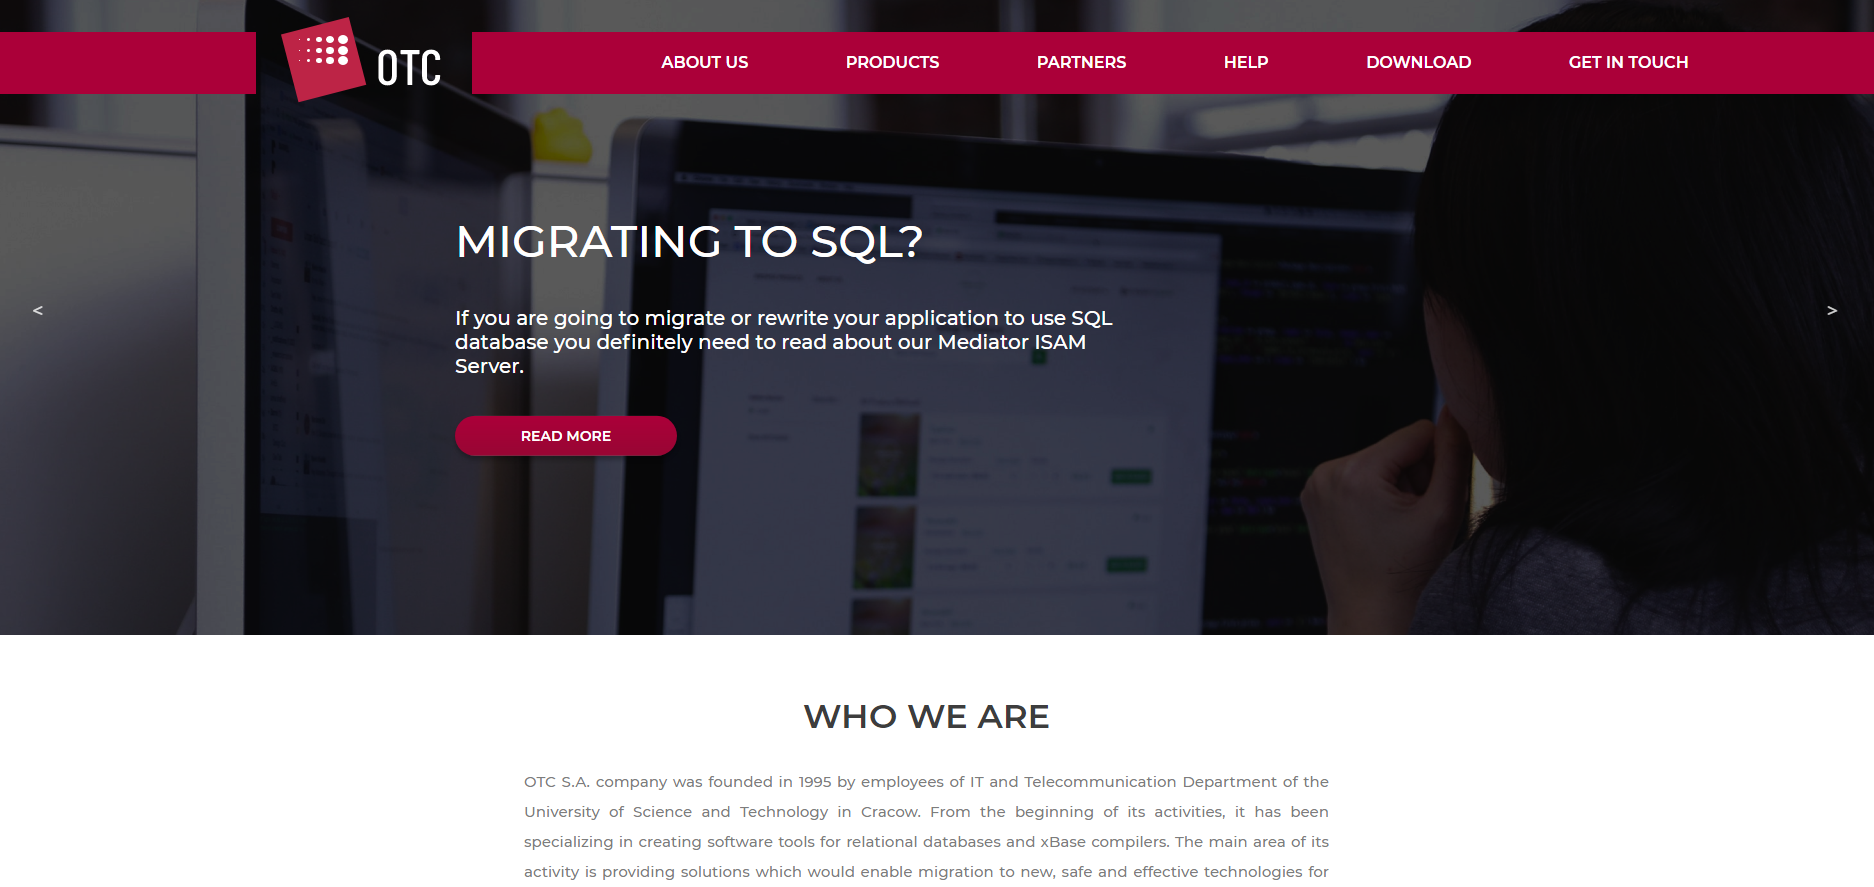 OTC
ABOUT US
PRODUCTS
PARTNERS
HELP
DOWNLOAD
GET IN TOUCH
MIGRATING TO SQL?
<
>
If you are going to migrate or rewrite your application to use SQL
database you definitely need to read about our Mediator ISAM
Server.
READ MORE
WHO WE ARE
OTC S.A. company was founded in 1995 by employees of IT and Telecommunication Department of the
University of Science and Technology in Cracow. From the beginning of its activities, it has been
specializing in creating software tools for relational databases and xBase compilers. The main area of its
activity is providing solutions which would enable migration to new, safe and effective technologies for